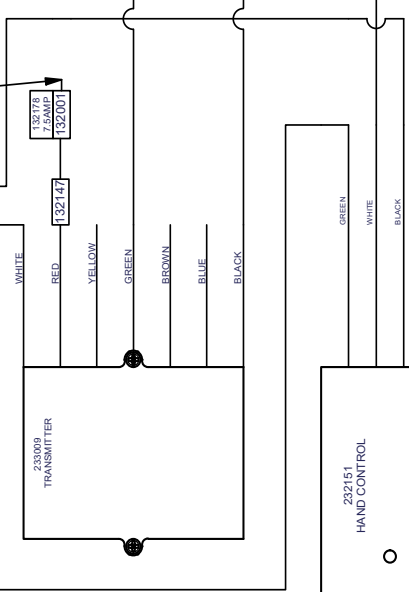 132178
7.5AMP
132001
132147
WHITE
RED
YELLOW
GREEN
BROWN
BLUE
BLACK
GREEN
WHITE
BLACK
233009
TRANSMITTER
232151
HAND CONTROL